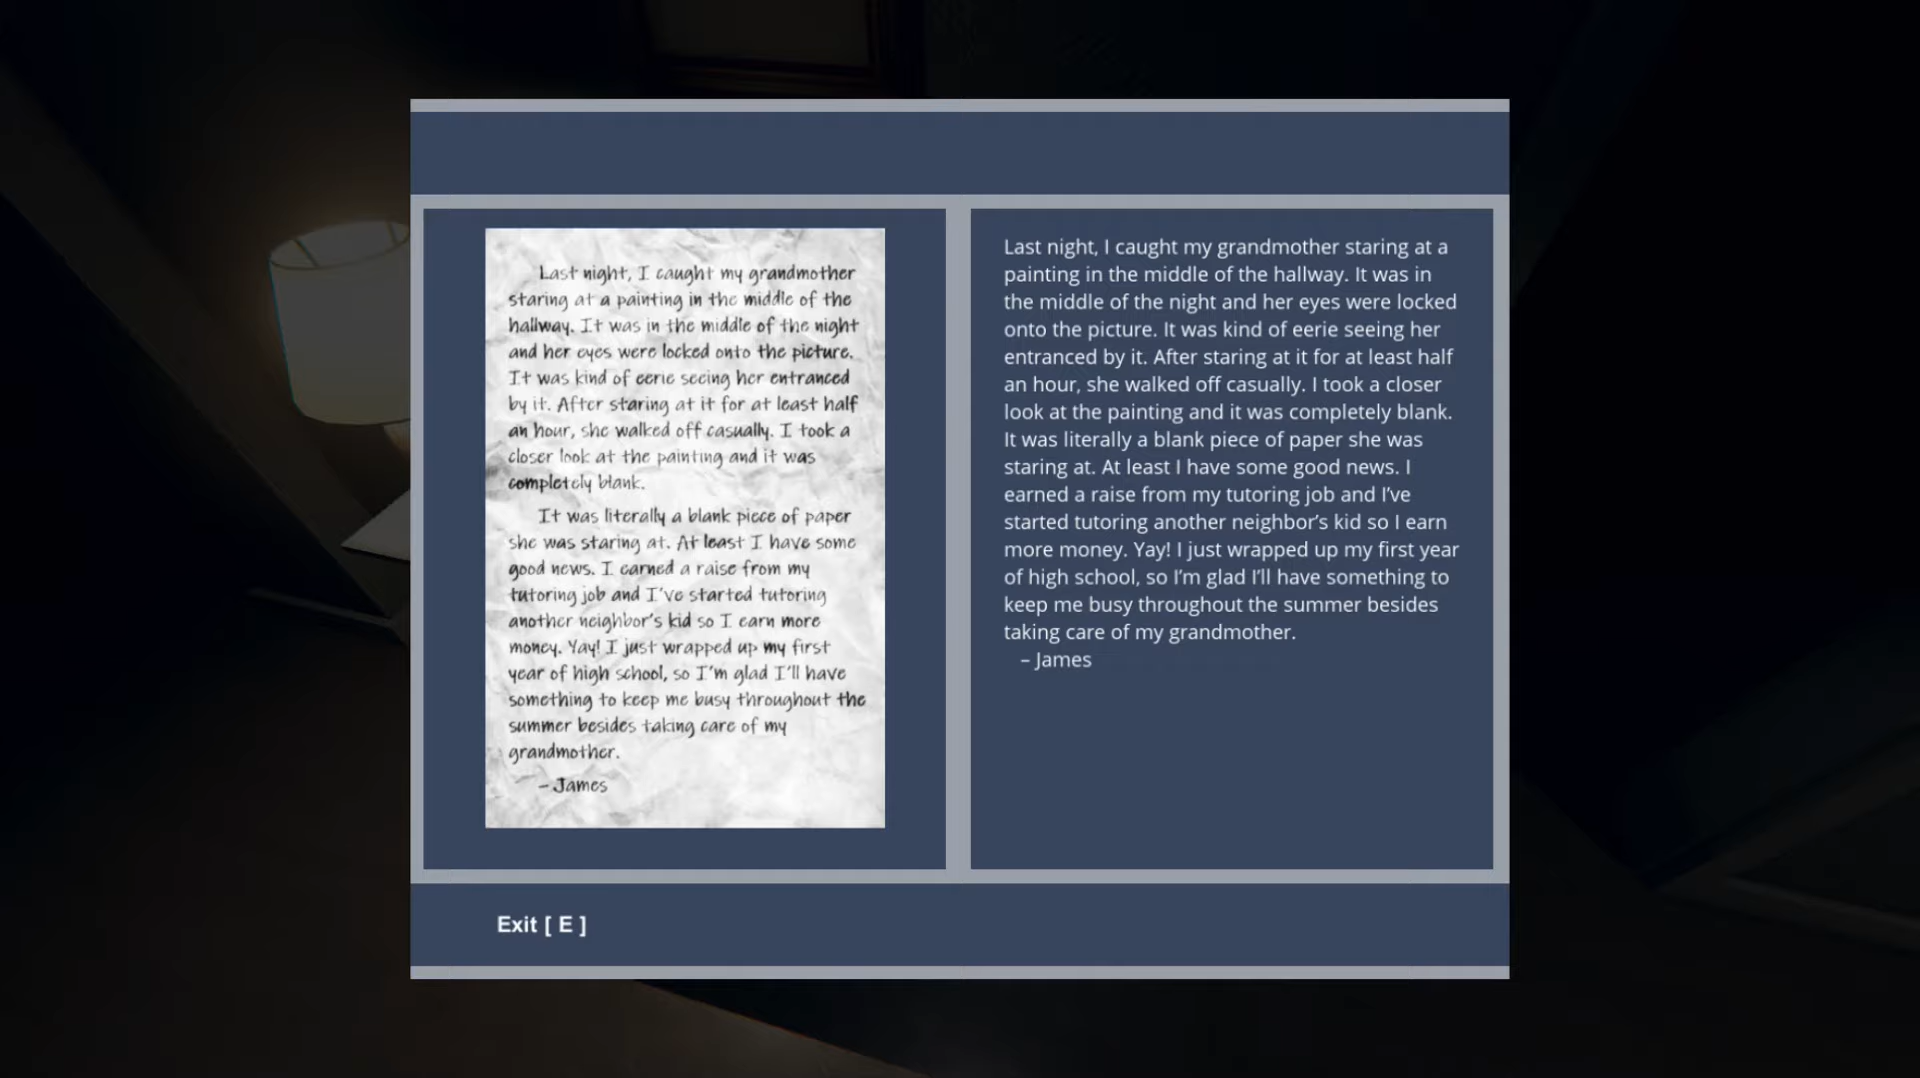 Last night, I caught my grandmother
staring at a painting in the middle of the
hallway. It was in the middle of the night
and her eyes were locked onto the picture.
It was kind of eerie seeing her entranced
by it. After staring at it for at least half
an hour, she walked off casually. I took a
closer look at the painting and it was
completely blank.
It was literally a blank piece of paper
she was staring at. At least I have some
good news. I earned a raise from my
tutoring job and I've started tutoring
another neighbor's kid so I earn more
money. Yay! I just wrapped up my first
year of high school, so I'm glad I'll have
something to keep me busy throughout the
summer besides taking care of my
grandmother.
– James
Last night, I caught my grandmother staring at a
painting in the middle of the hallway. It was in
the middle of the night and her eyes were locked
onto the picture. It was kind of eerie seeing her
entranced by it. After staring at it for at least half
an hour, she walked off casually. I took a closer
look at the painting and it was completely blank.
It was literally a blank piece of paper she was
staring at. At least I have some good news. I
earned a raise from my tutoring job and I’ve
started tutoring another neighbor’s kid so I earn
more money. Yay! I just wrapped up my first year
of high school, so I’m glad I’ll have something to
keep me busy throughout the summer besides
taking care of my grandmother.
– James
Exit [ E ]